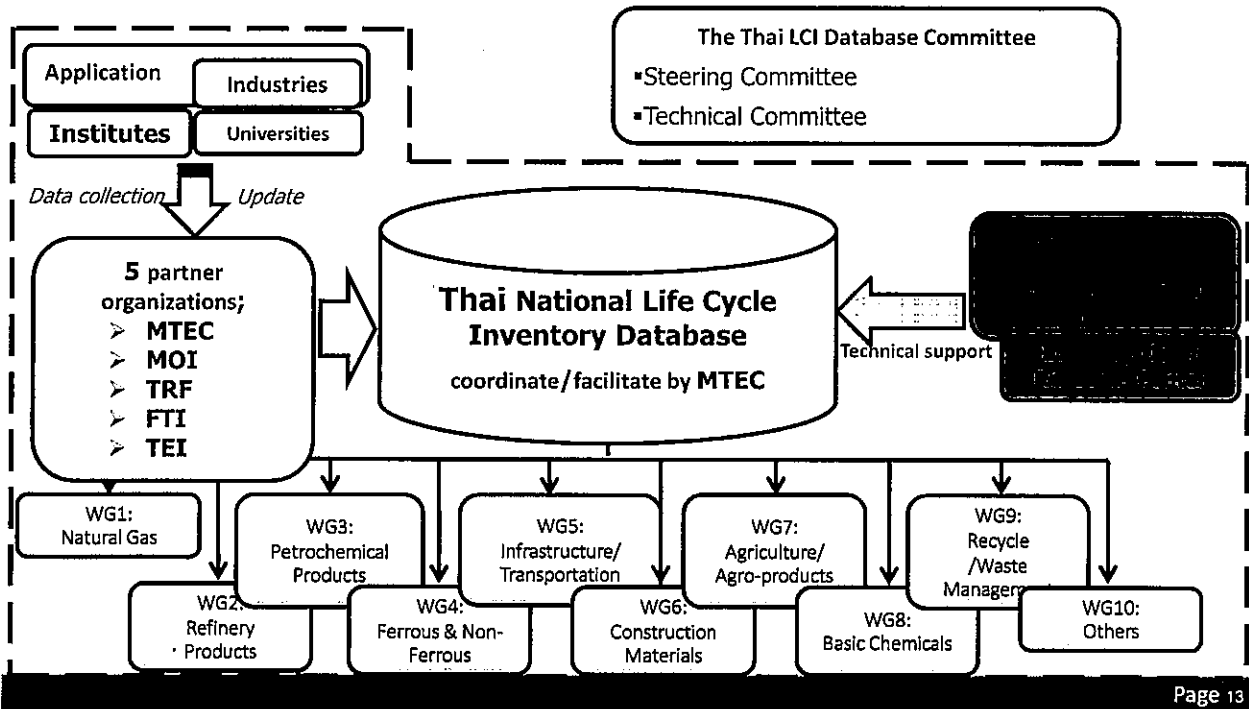 The Thai LCI Database Committee
▪Steering Committee
▪Technical Committee
Application
Industries
Institutes
Universities
Data collection
Update
5 partner
organizations;
➢ MTEC
➢ MOI
➢ TRF
➢ FTI
➢ TEI
Thai National Life Cycle
Inventory Database
coordinate/facilitate by MTEC
Technical support
WG1:
Natural Gas
WG2:
Refinery
Products
WG3:
Petrochemical
Products
WG4:
Ferrous & Non-
Ferrous
WG5:
Infrastructure/
Transportation
WG6:
Construction
Materials
WG7:
Agriculture/
Agro-products
WG8:
Basic Chemicals
WG9:
Recycle
/Waste
Managem
WG10:
Others
Page 13